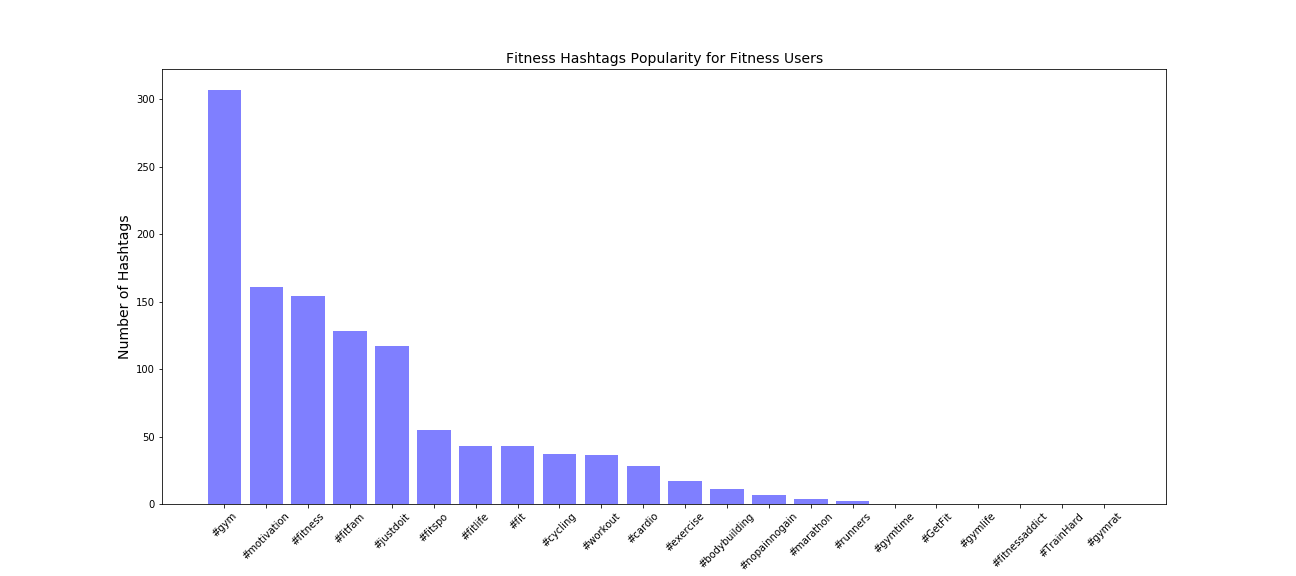 Fitness Hashtags Popularity for Fitness Users
Number of Hashtags
300
250
200
150
100
50
0
#gym
#motivation
#fitness
#fitfam
#justdoit
#fitspo
#fitlife
#fit
#cycling
#workout
#cardio
#exercise
#bodybuilding
#nopainnogain
#marathon
#runners
#gymtime
#GetFit
#gymlife
#fitnessaddict
#TrainHard
#gymrat